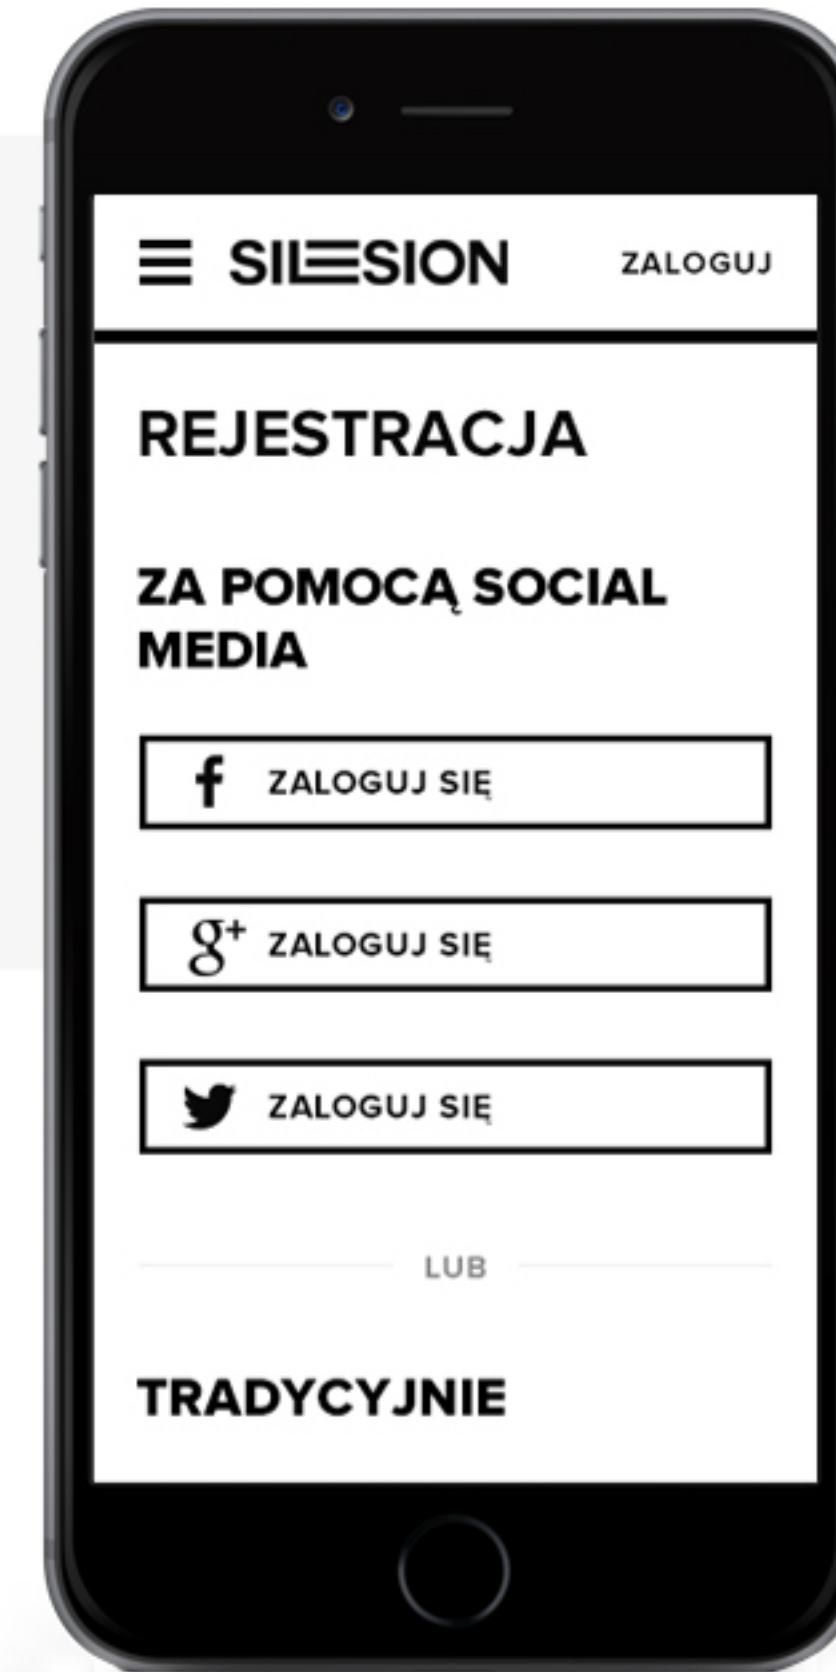 SILESION
ZALOGUJ
REJESTRACJA
ZA POMOCĄ SOCIAL
MEDIA
f ZALOGUJ SIĘ
g+ ZALOGUJ SIĘ
ZALOGUJ SIĘ
LUB
TRADYCYJNIE